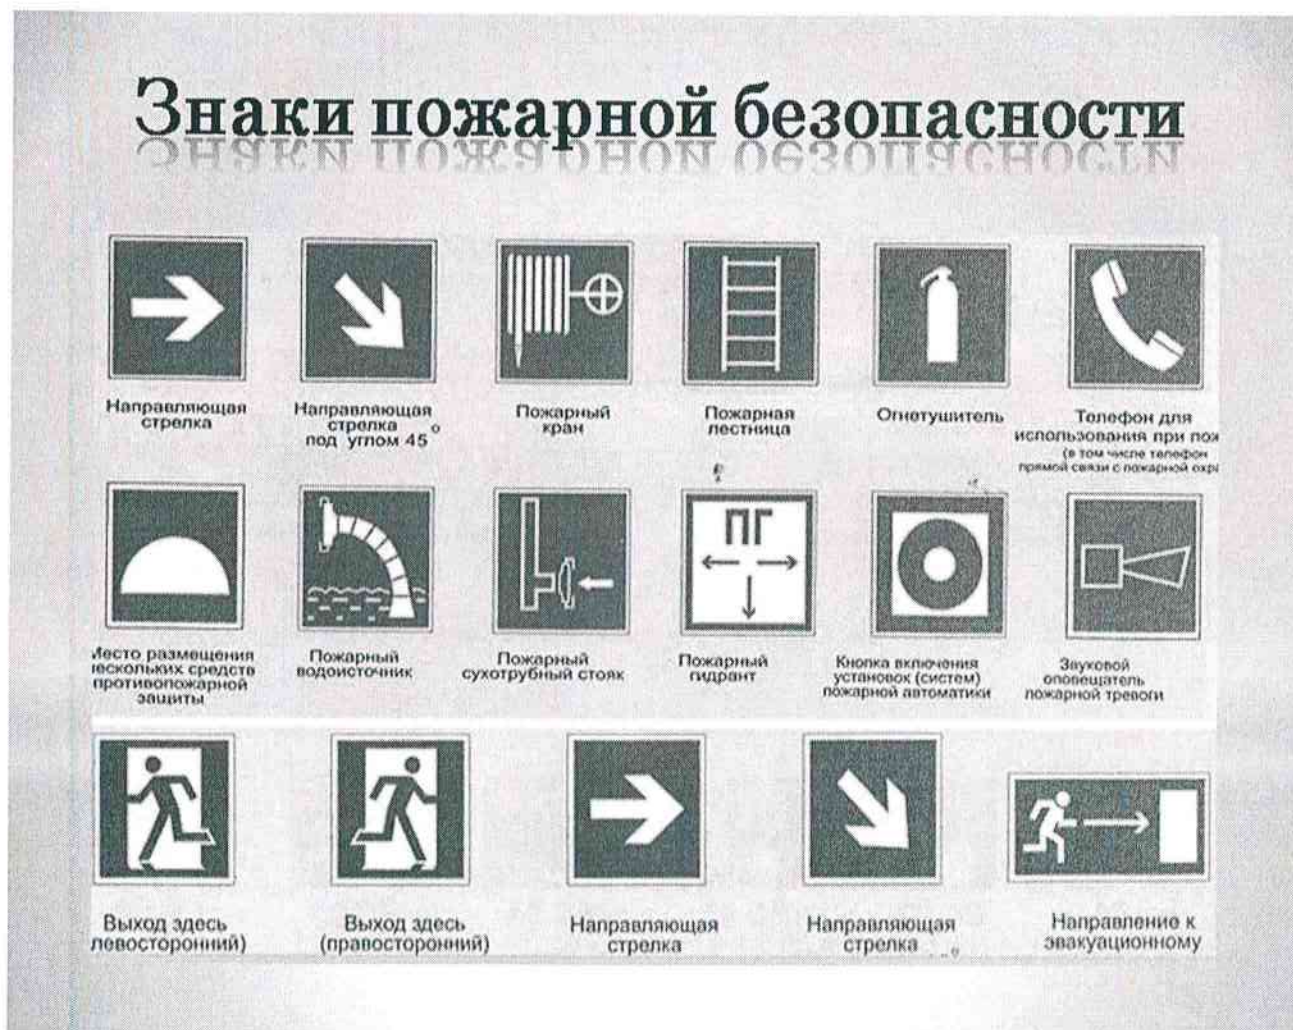 Знаки пожарной безопасности
Направляющая
стрелка
Направляющая
стрелка
под углом 45°
Пожарный
кран
Пожарная
лестница
Огнетушитель
Телефон для
использования при пож
(в том числе телефон
прямой связи с пожарной охра
Место размещения
нескольких средств
противопожарной
защиты
Пожарный
водоисточник
Пожарный
сухотрубный стояк
ПГ
Пожарный
гидрант
Кнопка включения
установок (систем)
пожарной автоматики
Звуковой
оповещатель
пожарной тревоги
Выход здесь
левосторонний)
Выход здесь
(правосторонний)
Направляющая
стрелка
Направляющая
стрелка
Направление к
эвакуационному